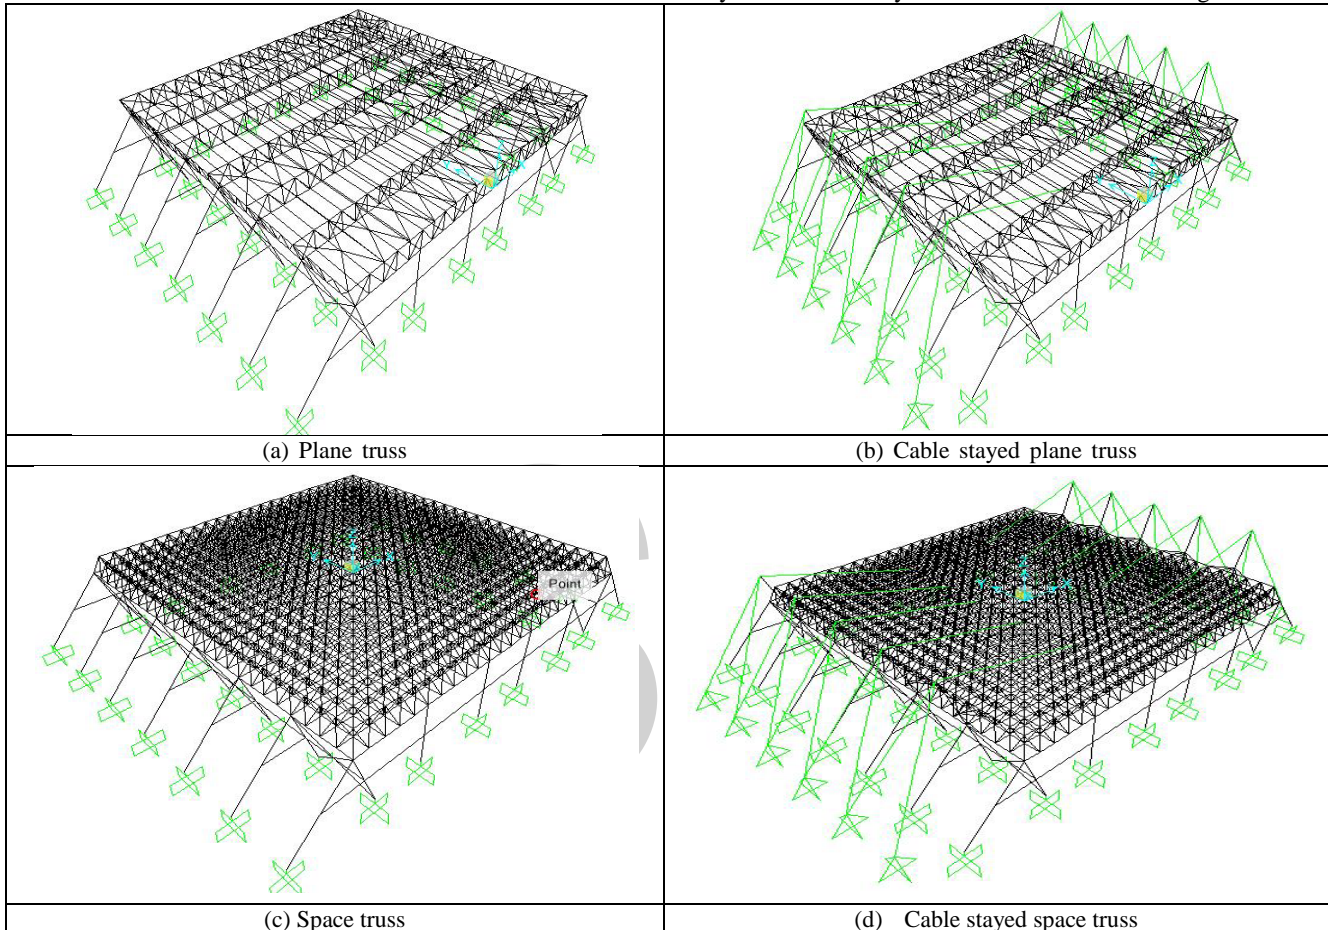 (a) Plane truss
(b) Cable stayed plane truss
Point
(c) Space truss
(d) Cable stayed space truss